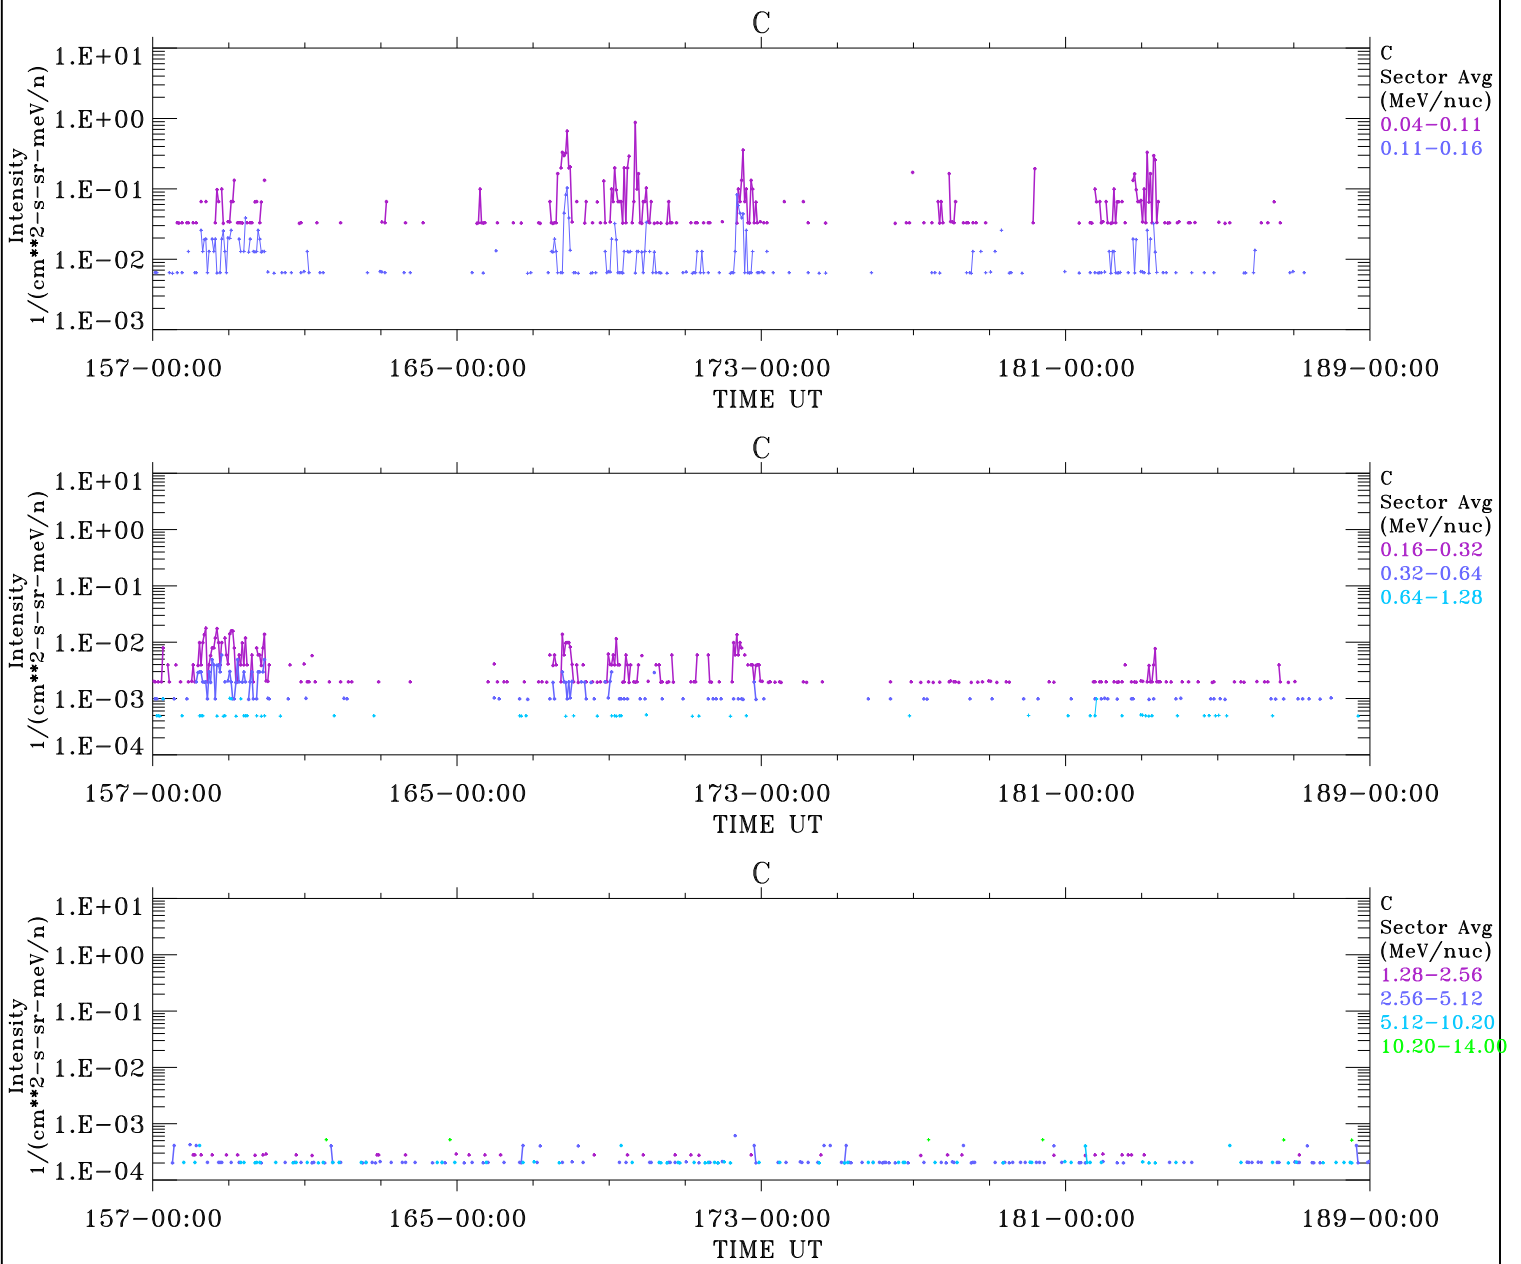 C
1.E+01
1.E+00
1.E-01
1.E-02
1.E-03
Intensity
1/(cm**2-s-sr-meV/n)
157-00:00 165-00:00 173-00:00 181-00:00 189-00:00
TIME UT
C
Sector Avg
(MeV/nuc)
0.04-0.11
0.11-0.16
C
1.E+01
1.E+00
1.E-01
1.E-02
1.E-03
1.E-04
Intensity
1/(cm**2-s-sr-meV/n)
157-00:00 165-00:00 173-00:00 181-00:00 189-00:00
TIME UT
C
Sector Avg
(MeV/nuc)
0.16-0.32
0.32-0.64
0.64-1.28
C
1.E+01
1.E+00
1.E-01
1.E-02
1.E-03
1.E-04
Intensity
1/(cm**2-s-sr-meV/n)
157-00:00 165-00:00 173-00:00 181-00:00 189-00:00
TIME UT
C
Sector Avg
(MeV/nuc)
1.28-2.56
2.56-5.12
5.12-10.20
10.20-14.00